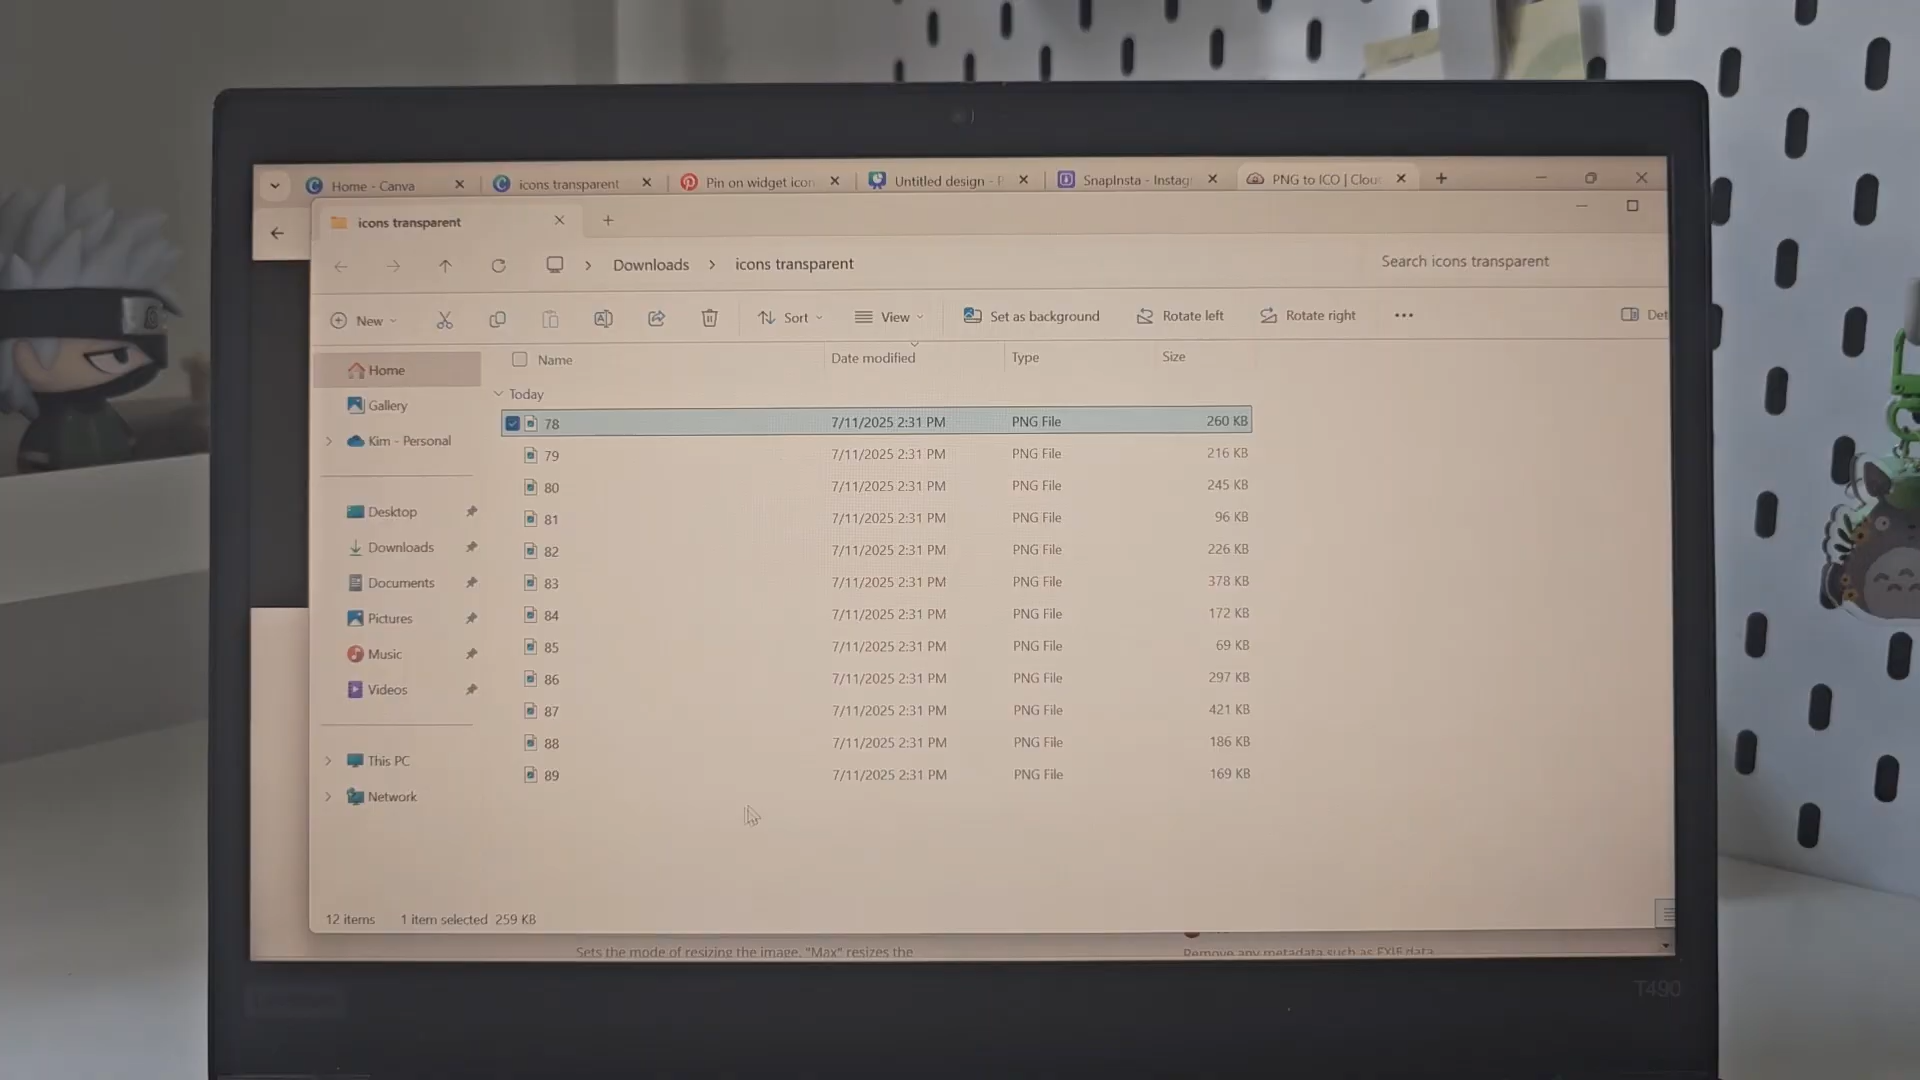 Home - Canva
icons transparent
Pin on widget icon
Untitled design - P
SnapInsta - Instag
PNG to ICO | Clou
icons transparent
Downloads > icons transparent
Search icons transparent
New
Sort
View
Set as background
Rotate left
Rotate right
Det
Name Date modified Type Size
Today
78 7/11/2025 2:31 PM PNG File 260 KB
79 7/11/2025 2:31 PM PNG File 216 KB
80 7/11/2025 2:31 PM PNG File 245 KB
81 7/11/2025 2:31 PM PNG File 96 KB
82 7/11/2025 2:31 PM PNG File 226 KB
83 7/11/2025 2:31 PM PNG File 378 KB
84 7/11/2025 2:31 PM PNG File 172 KB
85 7/11/2025 2:31 PM PNG File 69 KB
86 7/11/2025 2:31 PM PNG File 297 KB
87 7/11/2025 2:31 PM PNG File 421 KB
88 7/11/2025 2:31 PM PNG File 186 KB
89 7/11/2025 2:31 PM PNG File 169 KB
Home
Gallery
Kim - Personal
Desktop
Downloads
Documents
Pictures
Music
Videos
This PC
Network
12 items 1 item selected 259 KB
Sets the mode of resizing the image. "Max" resizes the
Remove any metadata such as EXIF data
T490